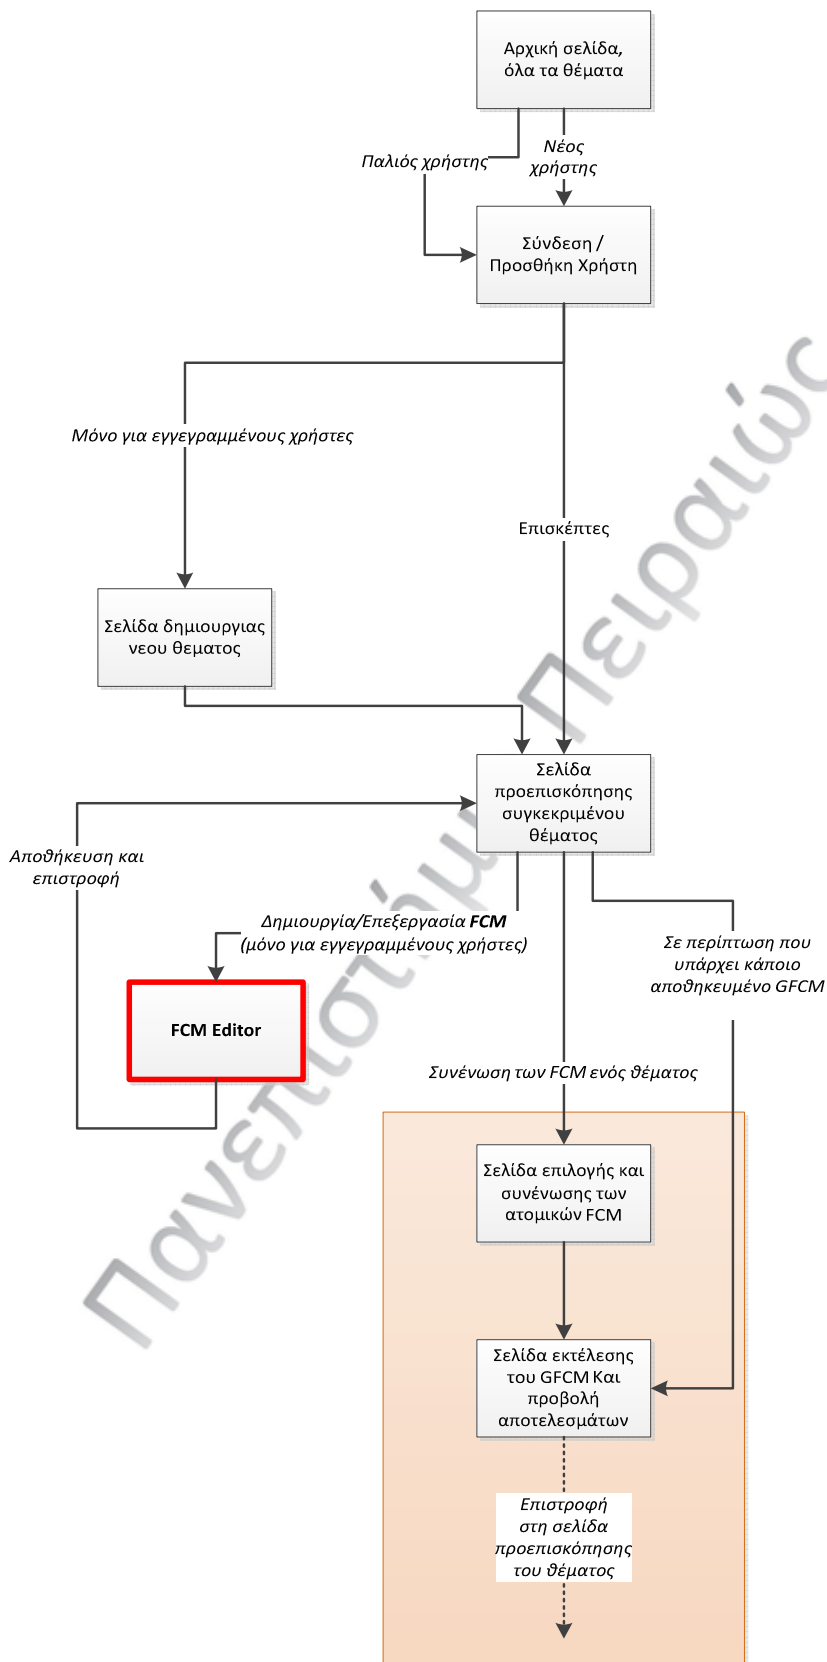 Αρχική σελίδα,
όλα τα θέματα
Παλιός χρήστης
Νέος
χρήστης
Σύνδεση /
Προσθήκη Χρήστη
Μόνο για εγγεγραμμένους χρήστες
Επισκέπτες
Σελίδα δημιουργιας
νεου θεματος
Σελίδα
προεπισκόπησης
συγκεκριμένου
θέματος
Αποθήκευση και
επιστροφή
Δημιουργία/Επεξεργασία FCM
(μόνο για εγγεγραμμένους χρήστες)
Σε περίπτωση που
υπάρχει κάποιο
αποθηκευμένο GFCM
FCM Editor
Συνένωση των FCM ενός θέματος
Σελίδα επιλογής και
συνένωσης των
ατομικών FCM
Σελίδα εκτέλεσης
του GFCM Και
προβολή
αποτελεσμάτων
Επιστροφή
στη σελίδα
προεπισκόπησης
του θέματος
Πανεπιστήμιο Πειραιώς